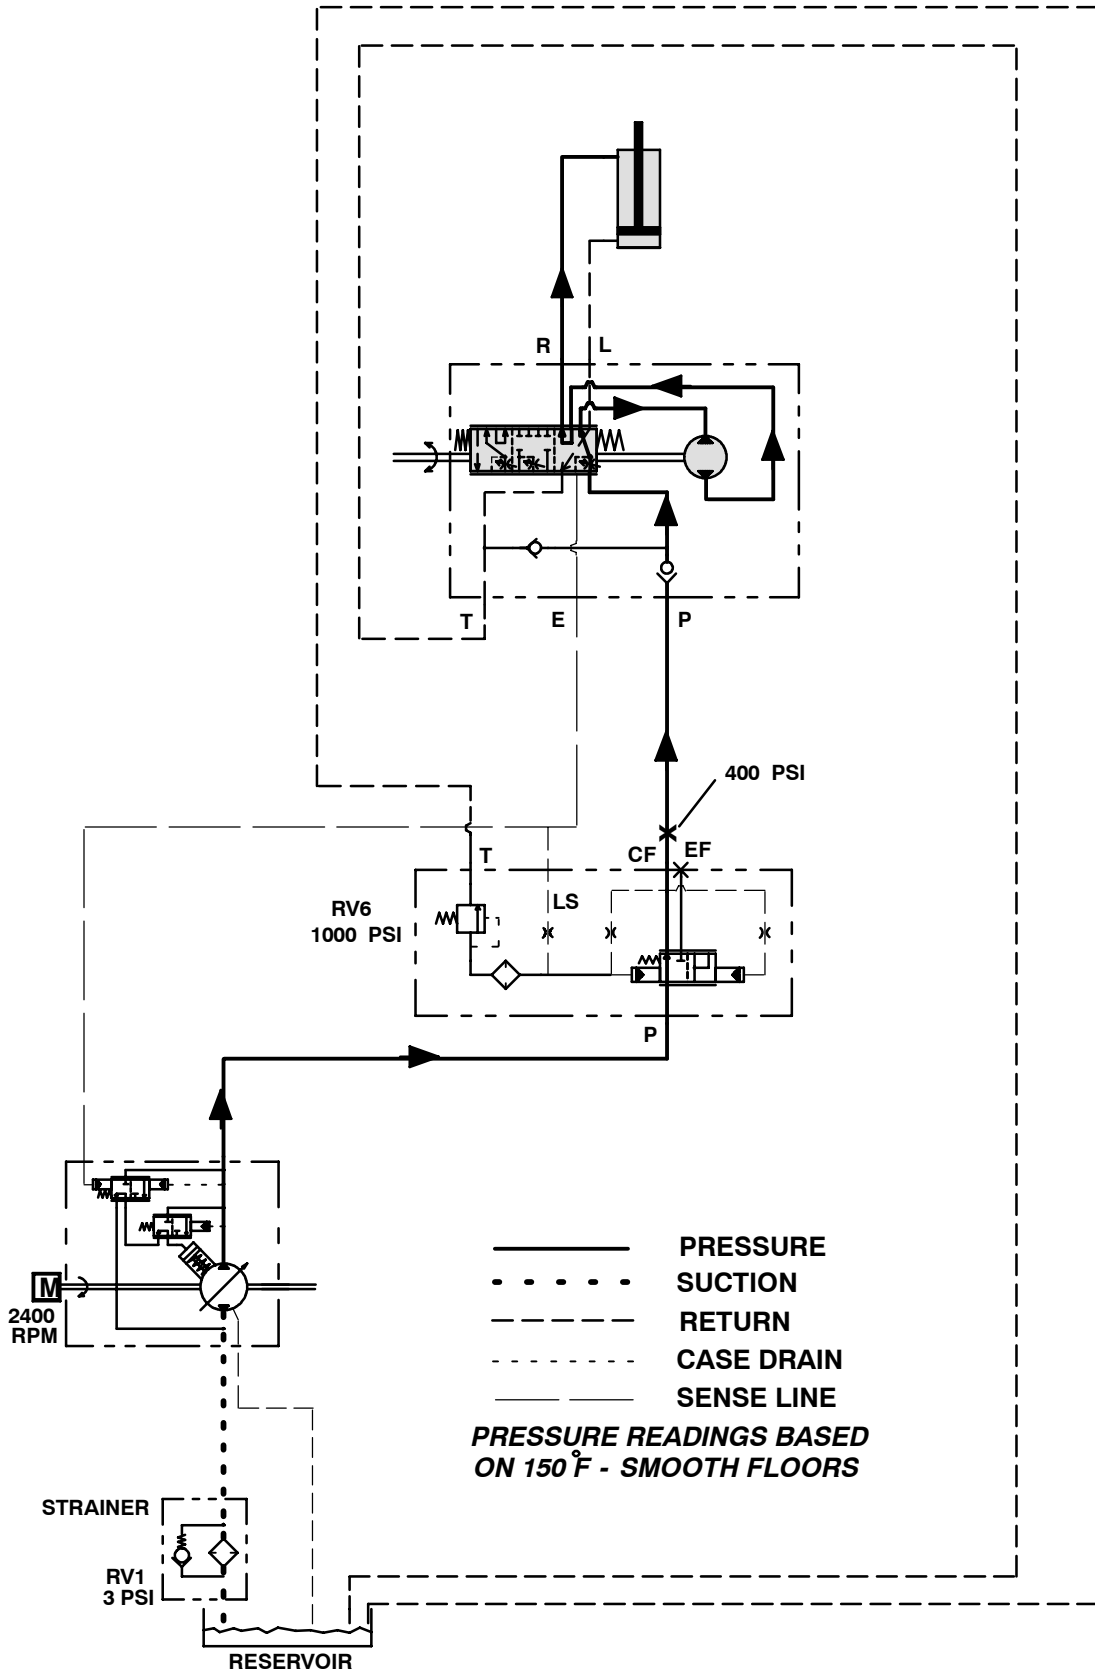 R L
T E P
400 PSI
T CF EF
RV6
1000 PSI
LS
P
M
2400
RPM
PRESSURE
SUCTION
RETURN
CASE DRAIN
SENSE LINE
PRESSURE READINGS BASED
ON 150°F - SMOOTH FLOORS
STRAINER
RV1
3 PSI
RESERVOIR